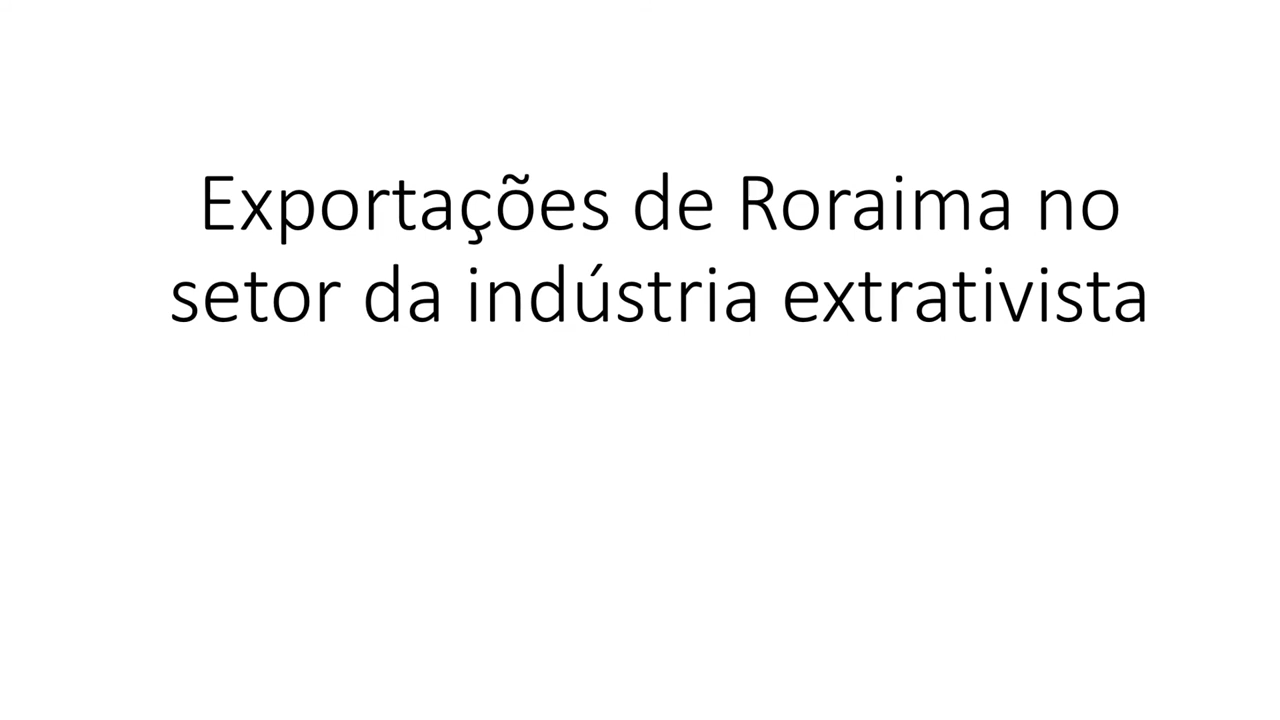 Exportações de Roraima no
setor da indústria extrativista